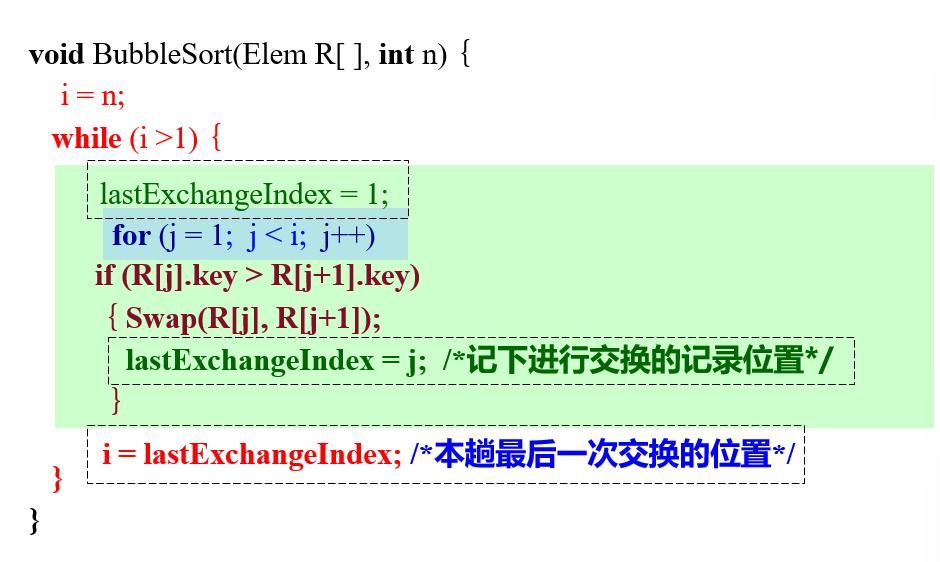 void BubbleSort(Elem R[ ], int n) {
i = n;
while (i >1) {
lastExchangeIndex = 1;
for (j = 1; j < i; j++)
if (R[j].key > R[j+1].key)
{ Swap(R[j], R[j+1]);
lastExchangeIndex = j; /*记下进行交换的记录位置*/
}
i = lastExchangeIndex; /*本趟最后一次交换的位置*/
}
}